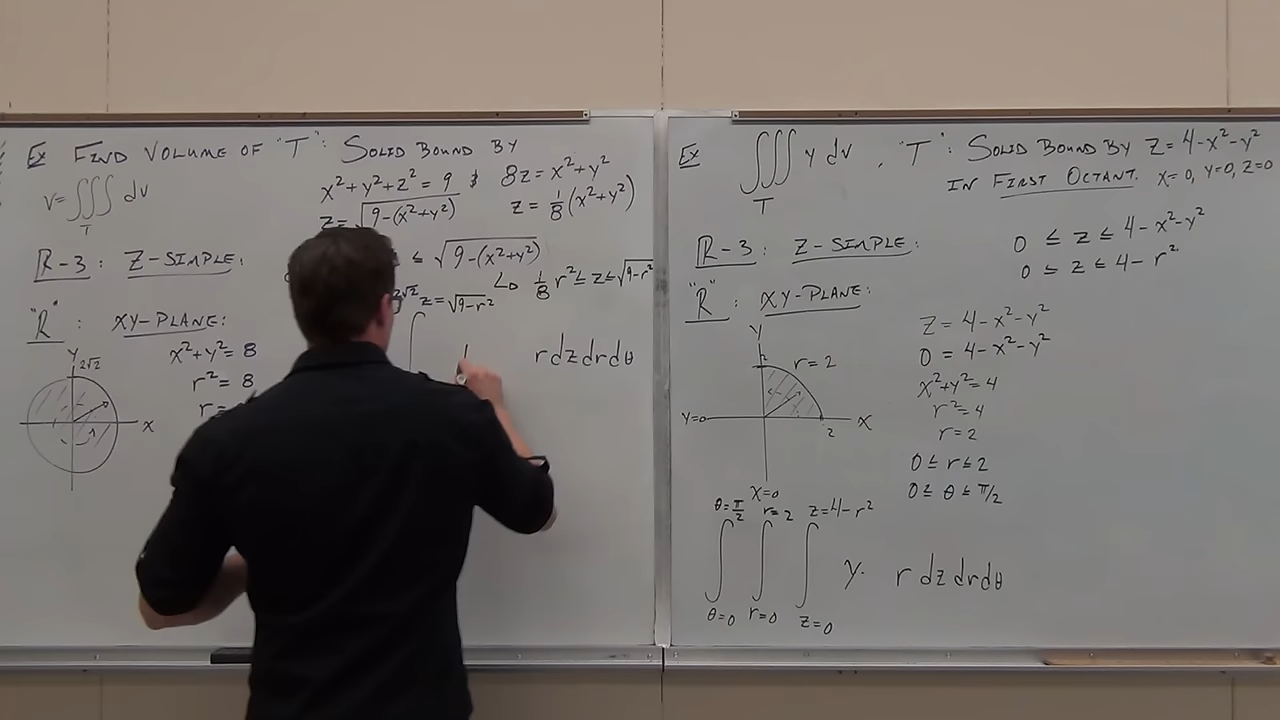 Ex FIND VOLUME OF "T": SOLID BOUND BY
V=∭ dv
T
x²+y²+z²=9 & 8z=x²+y²
z=√9-(x²+y²) z=1/8(x²+y²)
R-3: Z-SIMPLE:
≤ √9-(x²+y²)
↳ 1/8 r² ≤ z ≤ √9-r²
"R": XY-PLANE:
x²+y²=8
r²=8
r=
Y
2√2
X
2√2 z=√9-r²
∫ r dz dr dθ
Ex ∭ y dv, "T": SOLID BOUND BY z=4-x²-y²
T
IN FIRST OCTANT. X=0, Y=0, Z=0
R-3: Z-SIMPLE:
0 ≤ z ≤ 4-x²-y²
0 ≤ z ≤ 4-r²
"R": XY-PLANE:
Y
2
r=2
Y=0
X
2
X=0
z=4-x²-y²
0=4-x²-y²
x²+y²=4
r²=4
r=2
0≤r≤2
0≤θ≤π/2
θ=π/2 r=2 z=4-r²
∫ ∫ ∫ y· r dz dr dθ
θ=0 r=0 z=0